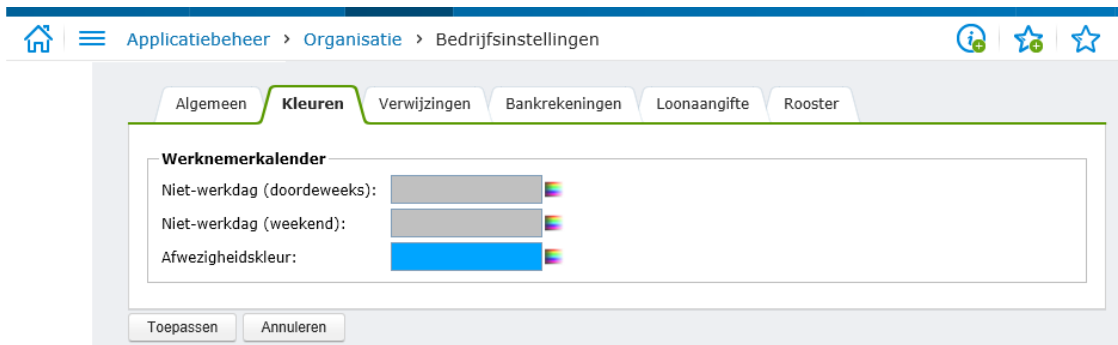 Applicatiebeheer > Organisatie > Bedrijfsinstellingen
Algemeen Kleuren Verwijzingen Bankrekeningen Loonaangifte Rooster
Werknemerkalender
Niet-werkdag (doordeweeks):
Niet-werkdag (weekend):
Afwezigheidskleur:
Toepassen Annuleren